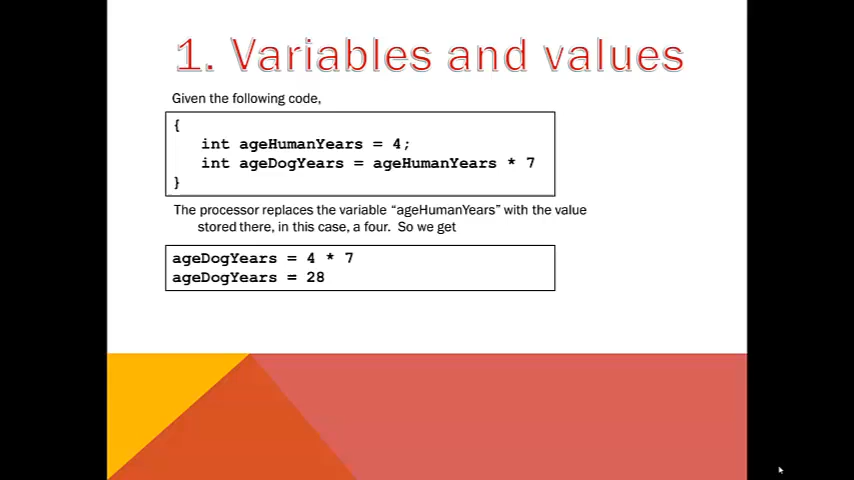 1. Variables and values
Given the following code,
{
int ageHumanYears = 4;
int ageDogYears = ageHumanYears * 7
}
The processor replaces the variable “ageHumanYears” with the value
stored there, in this case, a four. So we get
ageDogYears = 4 * 7
ageDogYears = 28